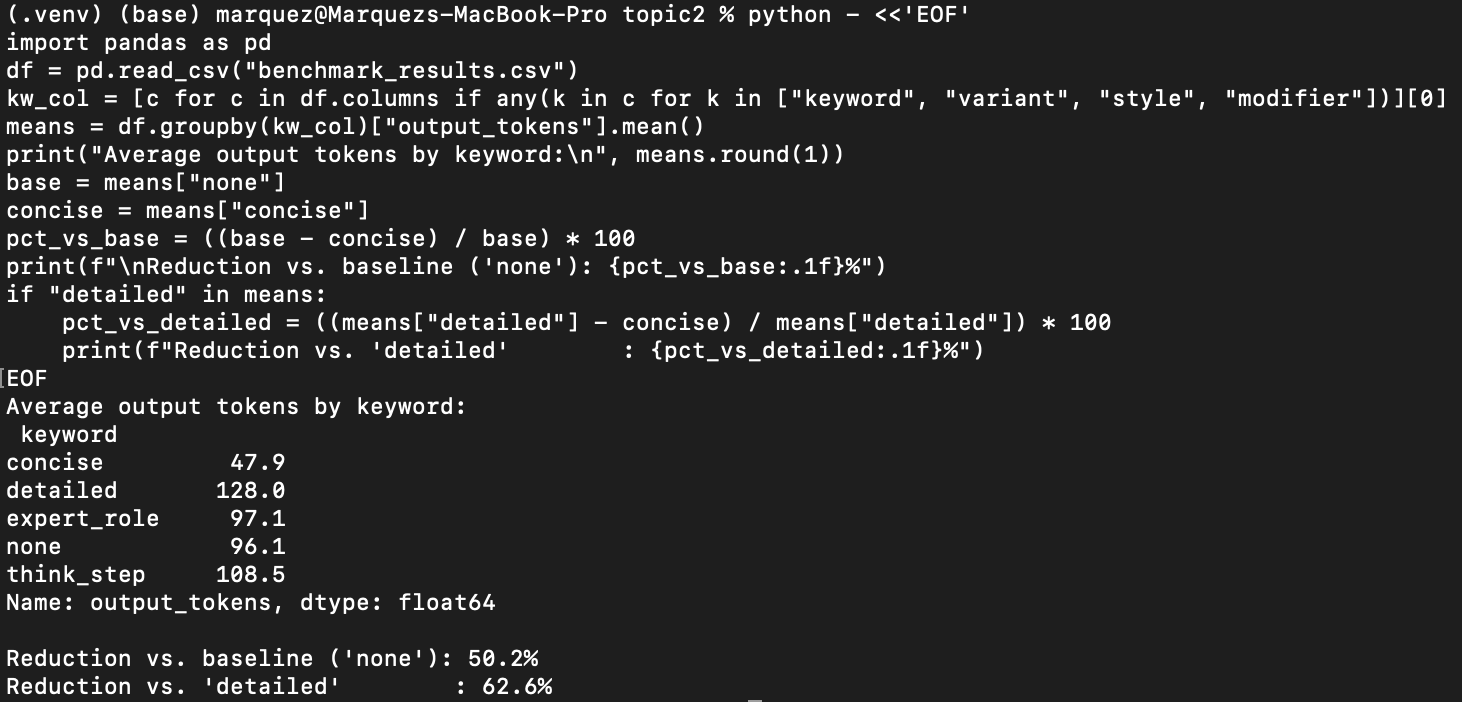 (.venv) (base) marquez@Marquezs-MacBook-Pro topic2 % python - <<'EOF'
import pandas as pd
df = pd.read_csv("benchmark_results.csv")
kw_col = [c for c in df.columns if any(k in c for k in ["keyword", "variant", "style", "modifier"])][0]
means = df.groupby(kw_col)["output_tokens"].mean()
print("Average output tokens by keyword:\n", means.round(1))
base = means["none"]
concise = means["concise"]
pct_vs_base = ((base - concise) / base) * 100
print(f"\nReduction vs. baseline ('none'): {pct_vs_base:.1f}%")
if "detailed" in means:
    pct_vs_detailed = ((means["detailed"] - concise) / means["detailed"]) * 100
    print(f"Reduction vs. 'detailed'        : {pct_vs_detailed:.1f}%")
EOF
Average output tokens by keyword:
 keyword
concise         47.9
detailed       128.0
expert_role     97.1
none            96.1
think_step     108.5
Name: output_tokens, dtype: float64

Reduction vs. baseline ('none'): 50.2%
Reduction vs. 'detailed'        : 62.6%